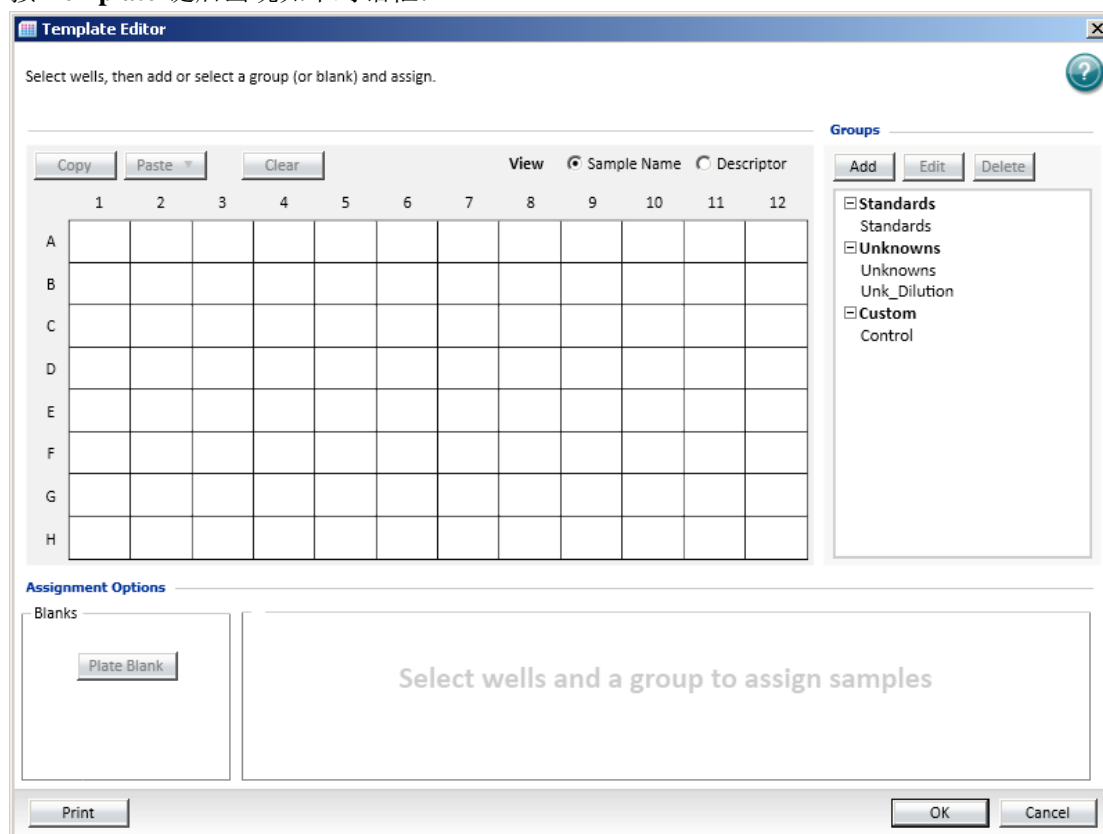 Template Editor
Select wells, then add or select a group (or blank) and assign.
Groups
Copy Paste Clear View Sample Name Descriptor
Add Edit Delete
1 2 3 4 5 6 7 8 9 10 11 12
A
B
C
D
E
F
G
H
Standards
Standards
Unknowns
Unknowns
Unk_Dilution
Custom
Control
Assignment Options
Blanks
Plate Blank
Select wells and a group to assign samples
Print OK Cancel